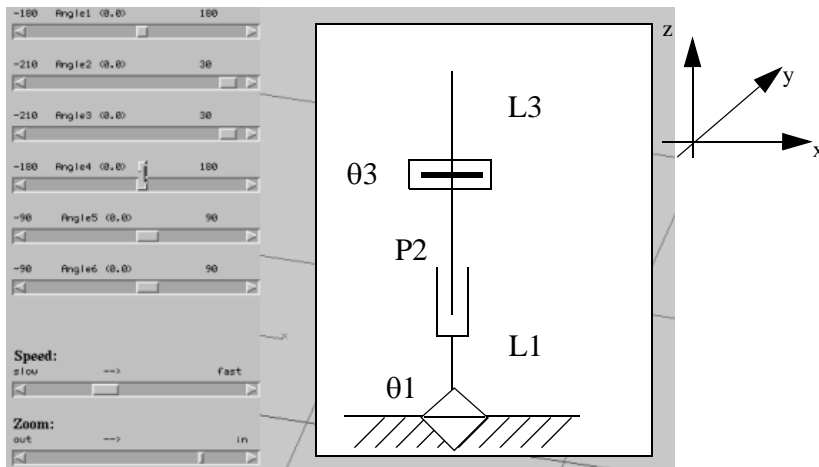 -180 Angle1 (0.0) 180
-210 Angle2 (0.0) 30
-210 Angle3 (0.0) 30
-180 Angle4 (0.0) 180
-90 Angle5 (0.0) 90
-90 Angle6 (0.0) 90
Speed:
slow --> fast
Zoom:
out --> in
L3
θ3
P2
L1
θ1
z
y
x
x